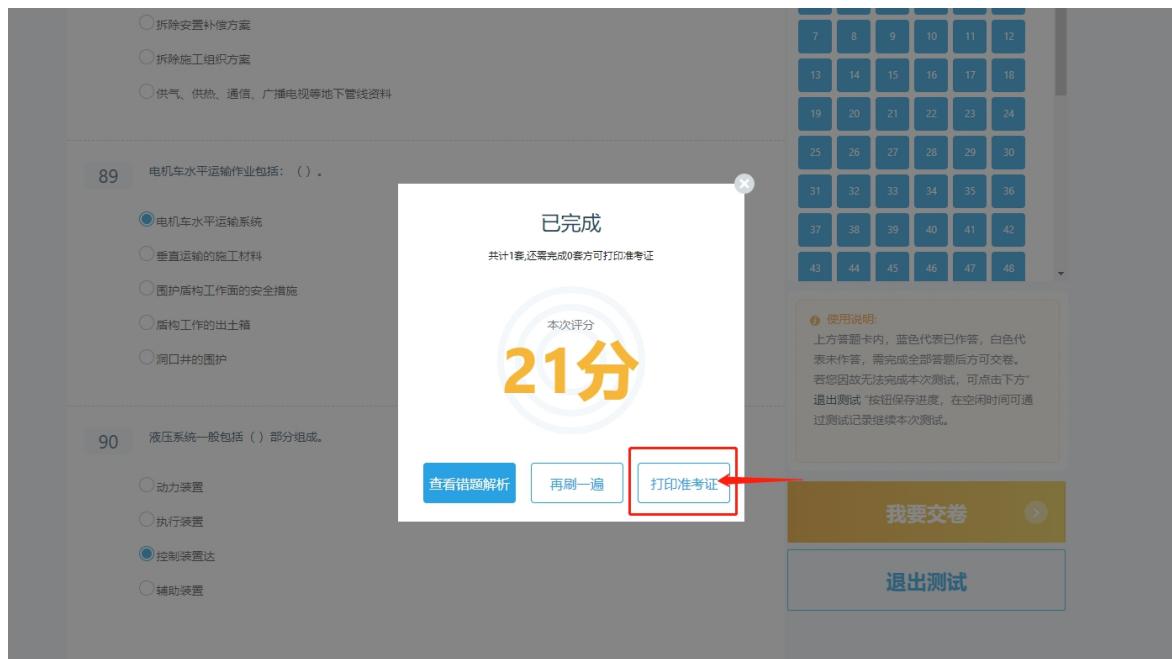 拆除安置补偿方案
拆除施工组织方案
供气、供热、通信、广播电视等地下管线资料
89
电机车水平运输作业包括：（ ）.
电机车水平运输系统
垂直运输的施工材料
围护盾构工作面的安全措施
盾构工作的出土箱
洞口井的围护
90
液压系统一般包括（ ）部分组成。
动力装置
执行装置
控制装置达
辅助装置
已完成
共计1套,还需完成0套方可打印准考证
本次评分
21分
查看错题解析
再刷一遍
打印准考证
7 8 9 10 11 12
13 14 15 16 17 18
19 20 21 22 23 24
25 26 27 28 29 30
31 32 33 34 35 36
37 38 39 40 41 42
43 44 45 46 47 48
使用说明:
上方答题卡内，蓝色代表已作答，白色代
表未作答，需完成全部答题后方可交卷。
若您因故无法完成本次测试，可点击下方"
退出测试 "按钮保存进度，在空闲时间可通
过测试记录继续本次测试。
我要交卷
退出测试